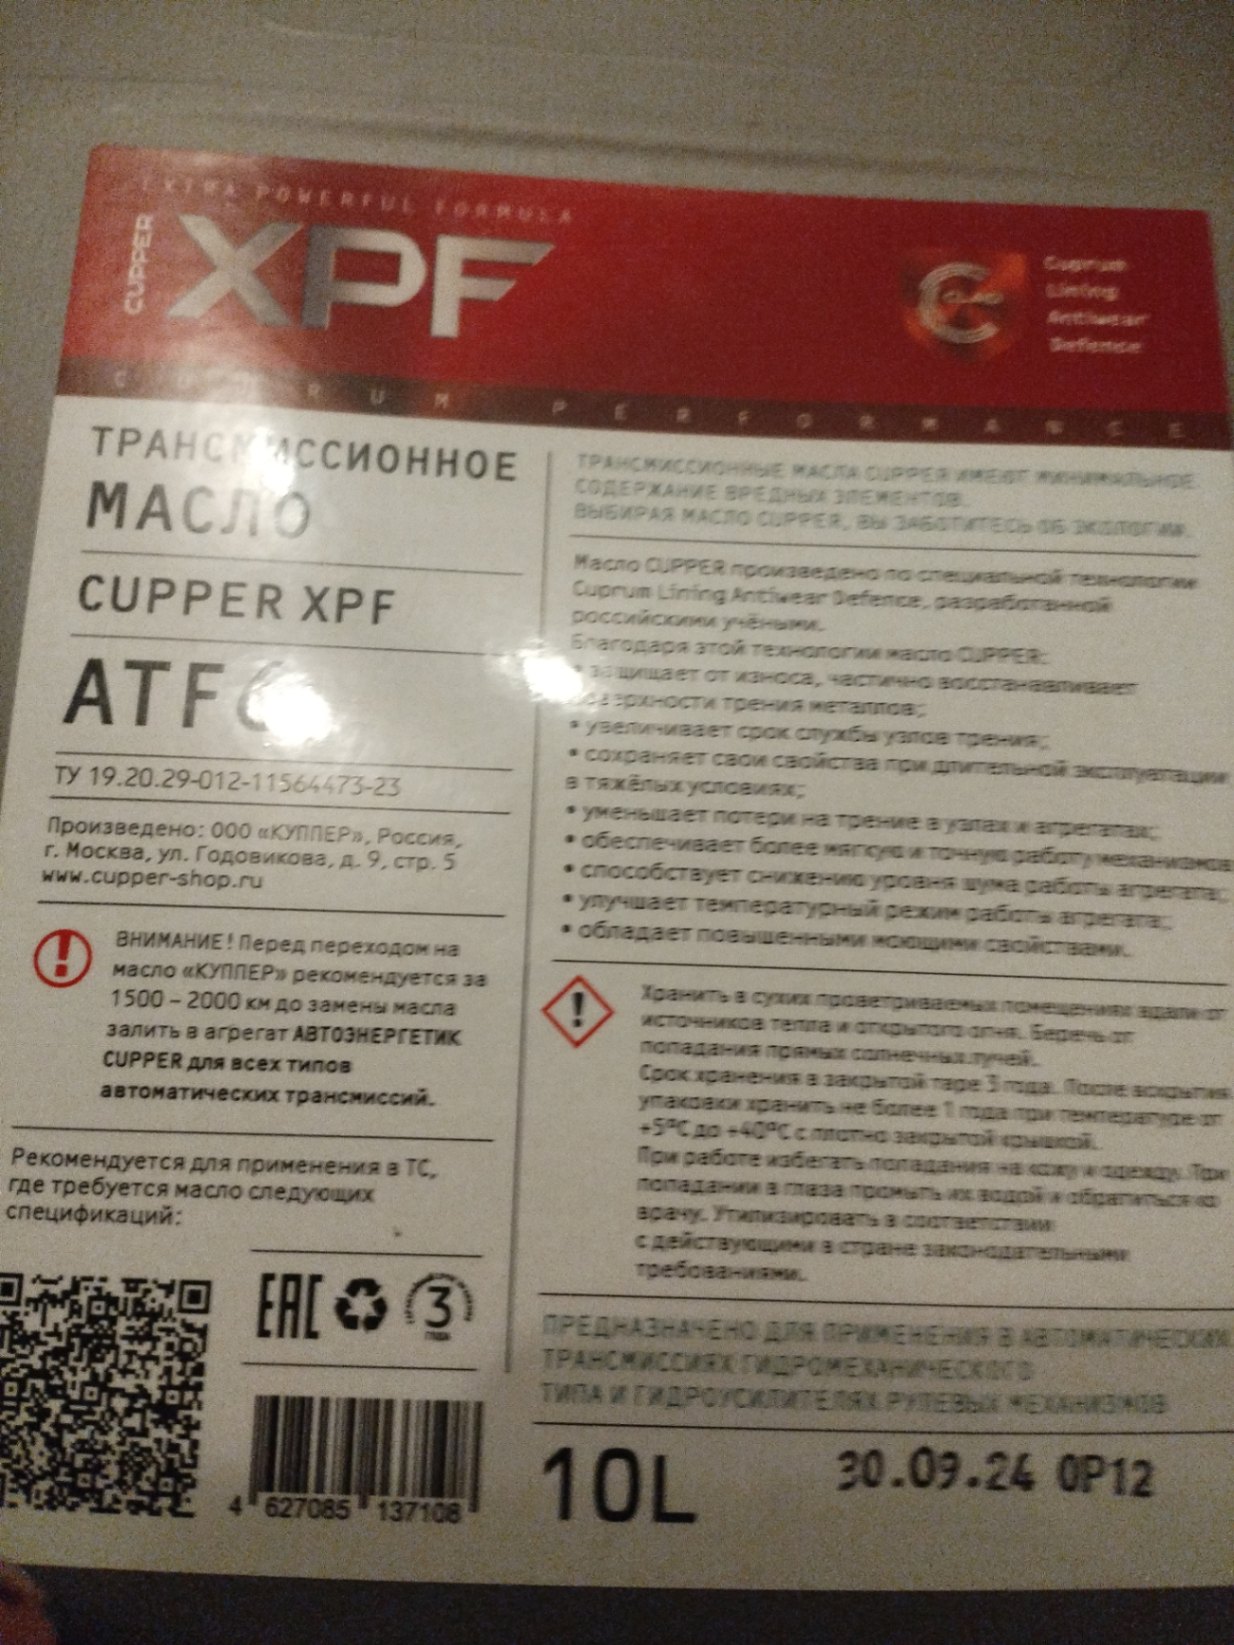 EXTRA POWERFUL FORMULA
CUPPER
XPF
CLAD
Cuprum
Lining
Antiwear
Defence
CUPRUM PERFORMANCE
ТРАНСМИССИОННОЕ
МАСЛО
CUPPER XPF
ATF
ТУ 19.20.29-012-11564473-23
Произведено: ООО «КУППЕР», Россия,
г. Москва, ул. Годовикова, д. 9, стр. 5
www.cupper-shop.ru
ВНИМАНИЕ! Перед переходом на
масло «КУППЕР» рекомендуется за
1500 – 2000 км до замены масла
залить в агрегат АВТОЭНЕРГЕТИК
CUPPER для всех типов
автоматических трансмиссий.
Рекомендуется для применения в ТС,
где требуется масло следующих
спецификаций:
EAC
3
ГОДА
4 627085 137108
ТРАНСМИССИОННЫЕ МАСЛА CUPPER ИМЕЮТ МИНИМАЛЬНОЕ
СОДЕРЖАНИЕ ВРЕДНЫХ ЭЛЕМЕНТОВ.
ВЫБИРАЯ МАСЛО CUPPER, ВЫ ЗАБОТИТЕСЬ ОБ ЭКОЛОГИИ.
Масло CUPPER произведено по специальной технологии
Cuprum Lining Antiwear Defence, разработанной
российскими учёными.
Благодаря этой технологии масло CUPPER:
• защищает от износа, частично восстанавливает
поверхности трения металлов;
• увеличивает срок службы узлов трения;
• сохраняет свои свойства при длительной эксплуатации
в тяжёлых условиях;
• уменьшает потери на трение в узлах и агрегатах;
• обеспечивает более мягкую и точную работу механизмов
• способствует снижению уровня шума работы агрегата;
• улучшает температурный режим работы агрегата;
• обладает повышенными моющими свойствами.
Хранить в сухих проветриваемых помещениях вдали от
источников тепла и открытого огня. Беречь от
попадания прямых солнечных лучей.
Срок хранения в закрытой таре 3 года. После вскрытия
упаковки хранить не более 1 года при температуре от
+5°C до +40°C с плотно закрытой крышкой.
При работе избегать попадания на кожу и одежду. При
попадании в глаза промыть их водой и обратиться ко
врачу. Утилизировать в соответствии
с действующими в стране законодательными
требованиями.
ПРЕДНАЗНАЧЕНО ДЛЯ ПРИМЕНЕНИЯ В АВТОМАТИЧЕСКИХ
ТРАНСМИССИЯХ ГИДРОМЕХАНИЧЕСКОГО
ТИПА И ГИДРОУСИЛИТЕЛЯХ РУЛЕВЫХ МЕХАНИЗМОВ
10L
30.09.24 0P12